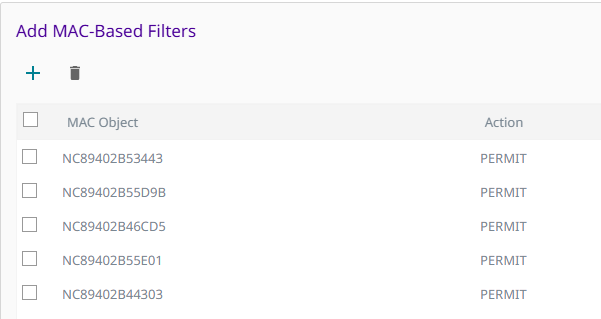 Add MAC-Based Filters
MAC Object Action
NC89402B53443 PERMIT
NC89402B55D9B PERMIT
NC89402B46CD5 PERMIT
NC89402B55E01 PERMIT
NC89402B44303 PERMIT